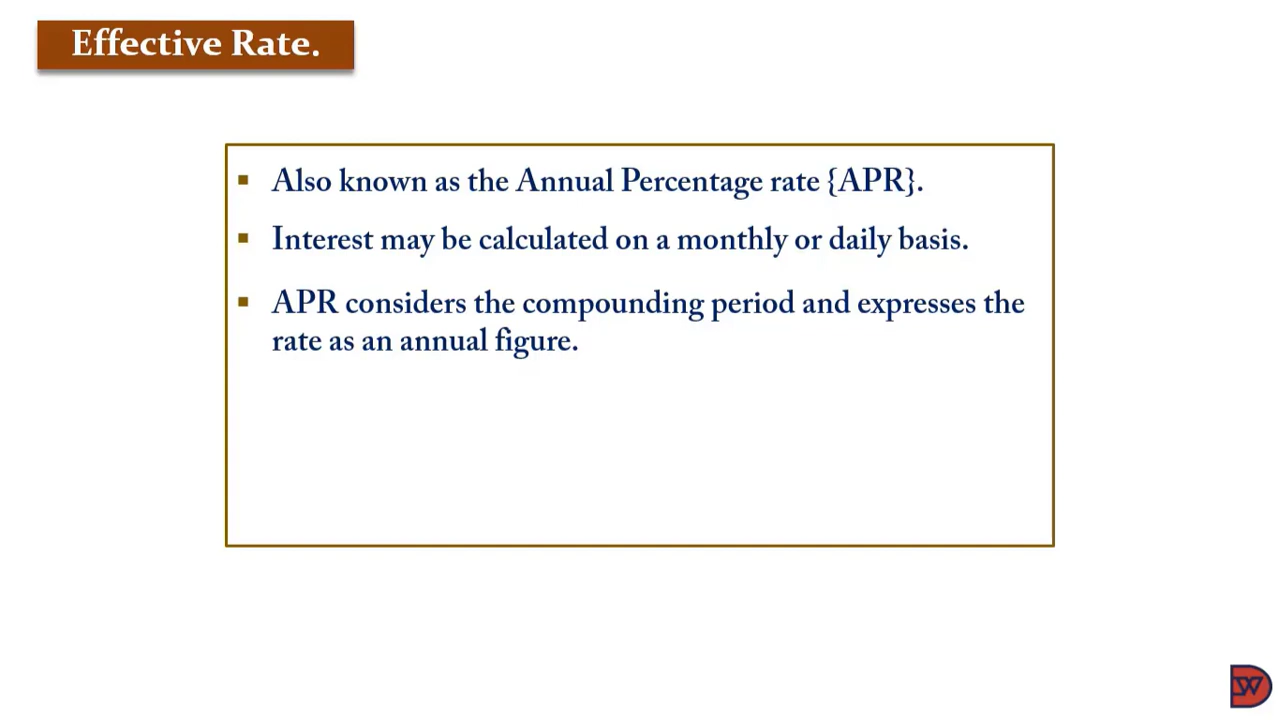 Effective Rate.
▪ Also known as the Annual Percentage rate {APR}.
▪ Interest may be calculated on a monthly or daily basis.
▪ APR considers the compounding period and expresses the
rate as an annual figure.
DW